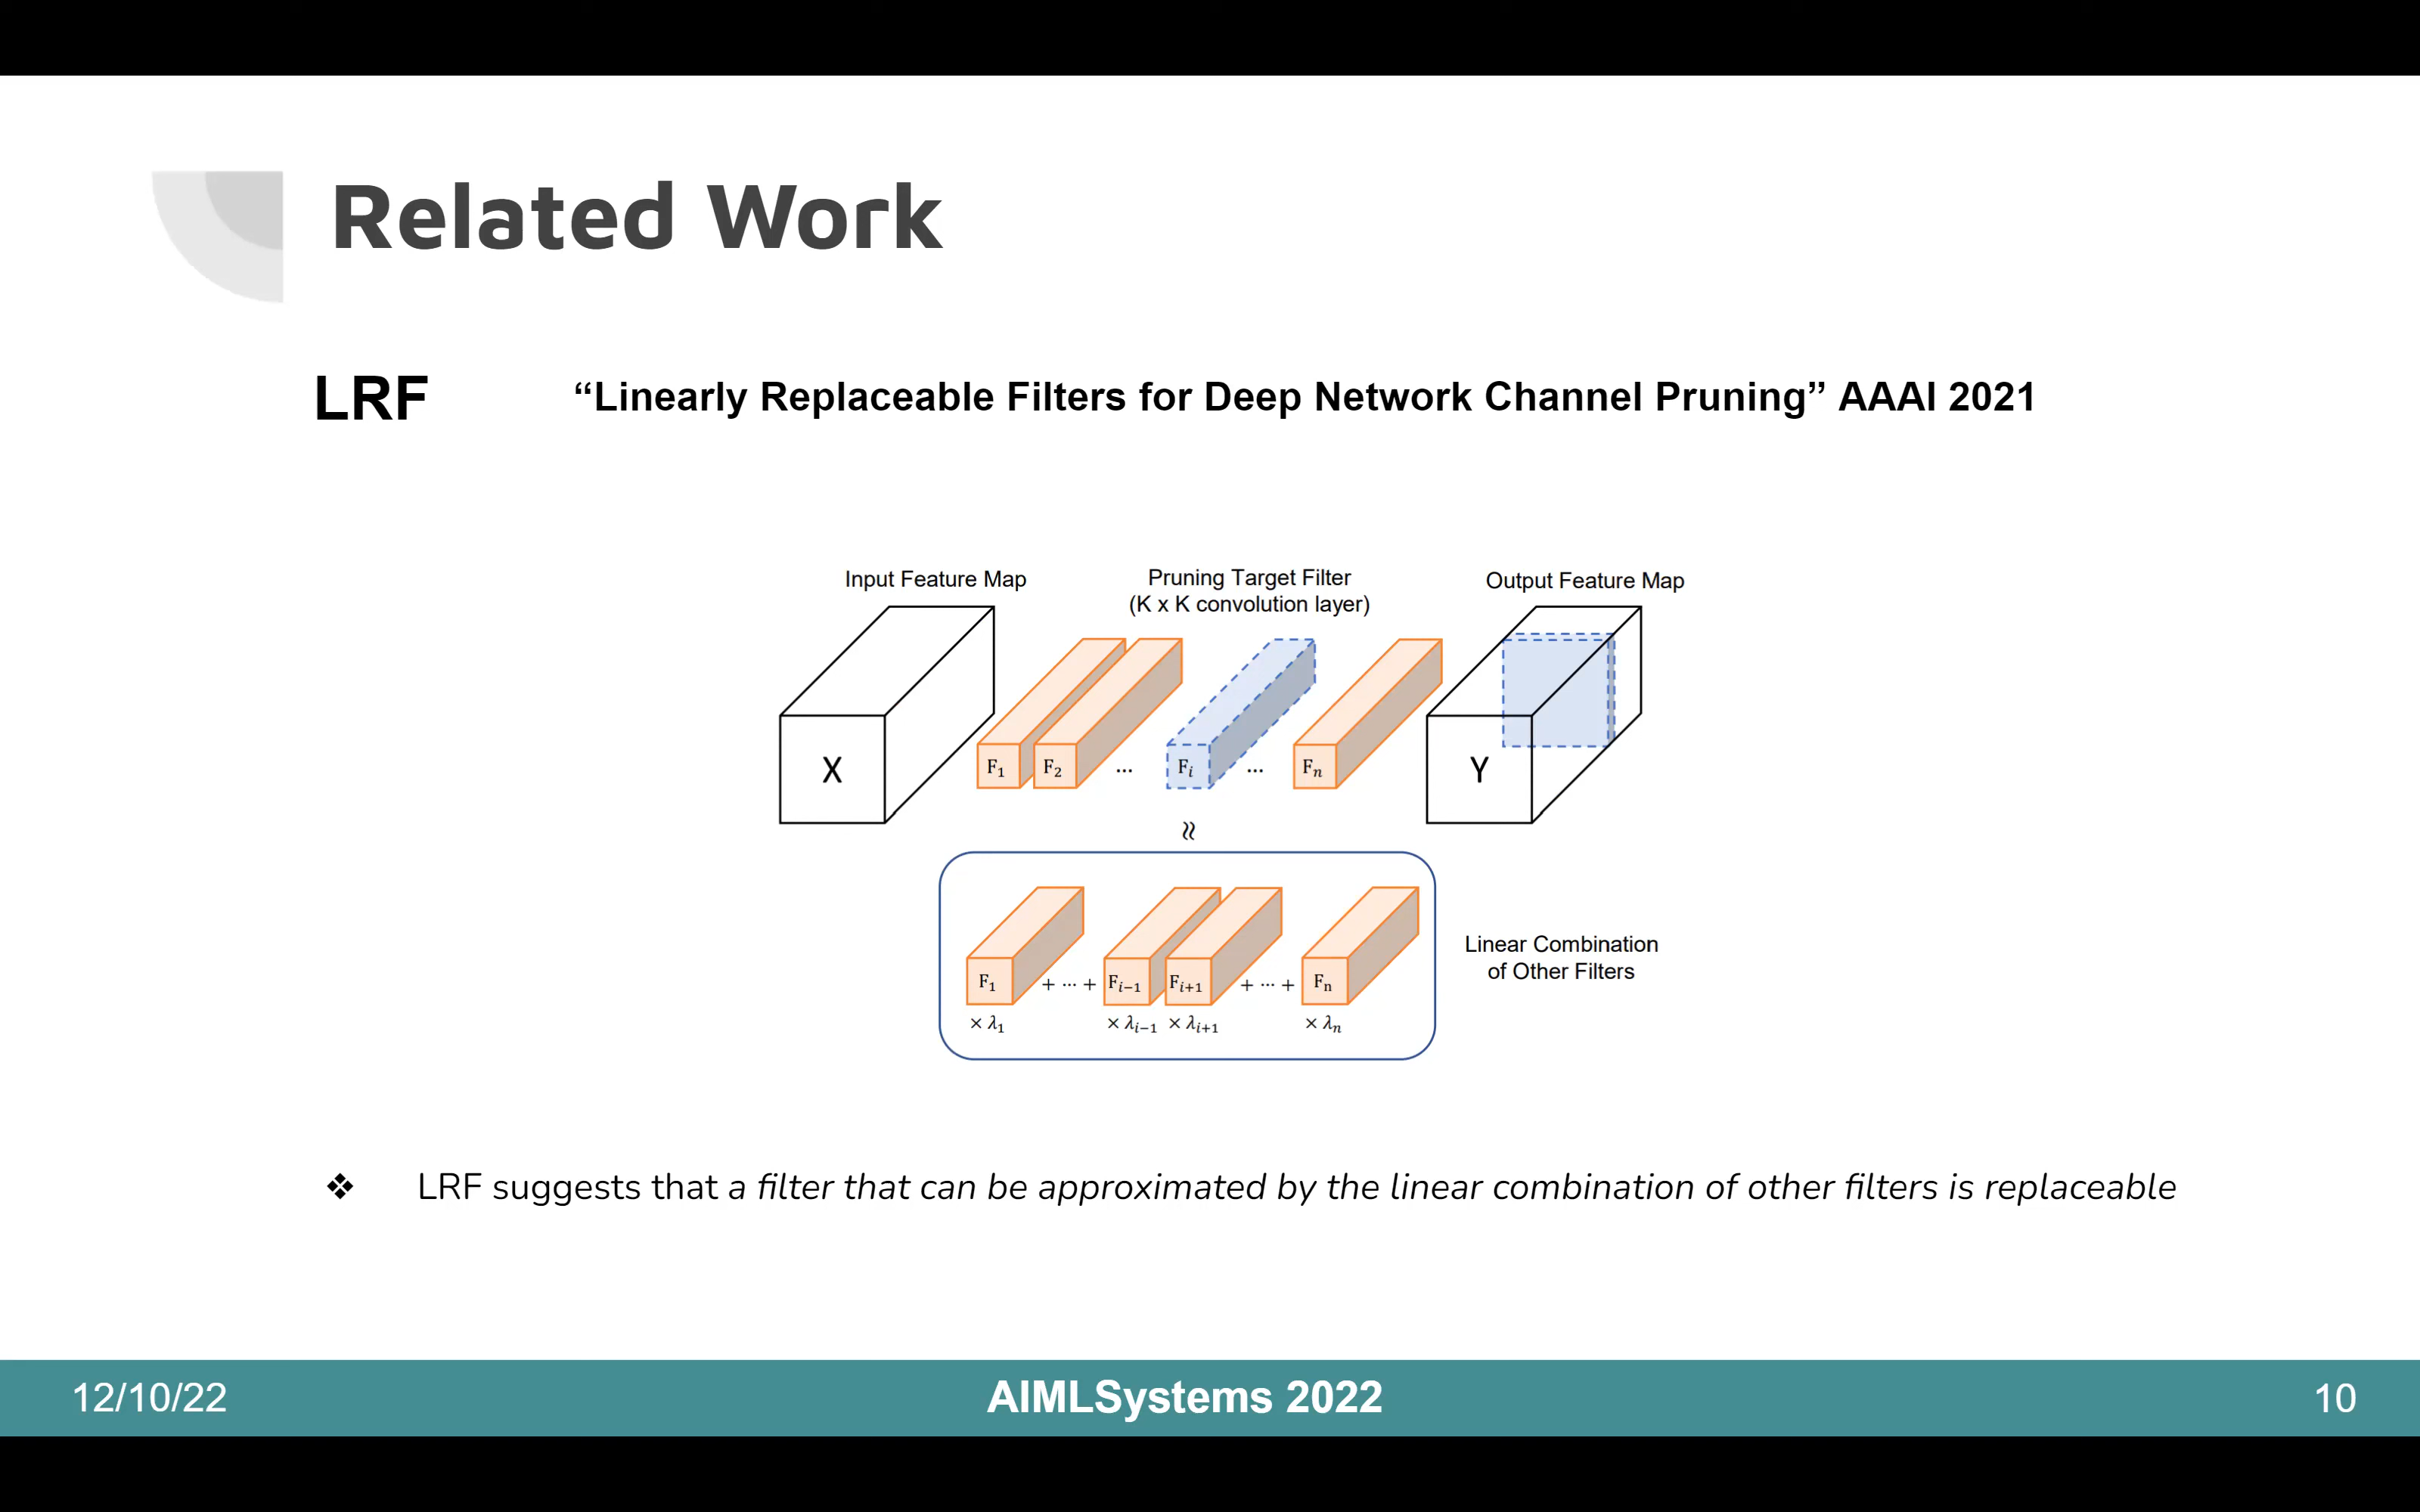 Related Work
LRF “Linearly Replaceable Filters for Deep Network Channel Pruning” AAAI 2021
Input Feature Map
Pruning Target Filter
(K x K convolution layer)
Output Feature Map
X
F₁ F₂ ... Fᵢ ... Fₙ
Y
≈
F₁ + ··· + Fᵢ₋₁ Fᵢ₊₁ + ··· + Fₙ
× λ₁ × λᵢ₋₁ × λᵢ₊₁ × λₙ
Linear Combination
of Other Filters
❖ LRF suggests that a filter that can be approximated by the linear combination of other filters is replaceable
12/10/22 AIMLSystems 2022 10